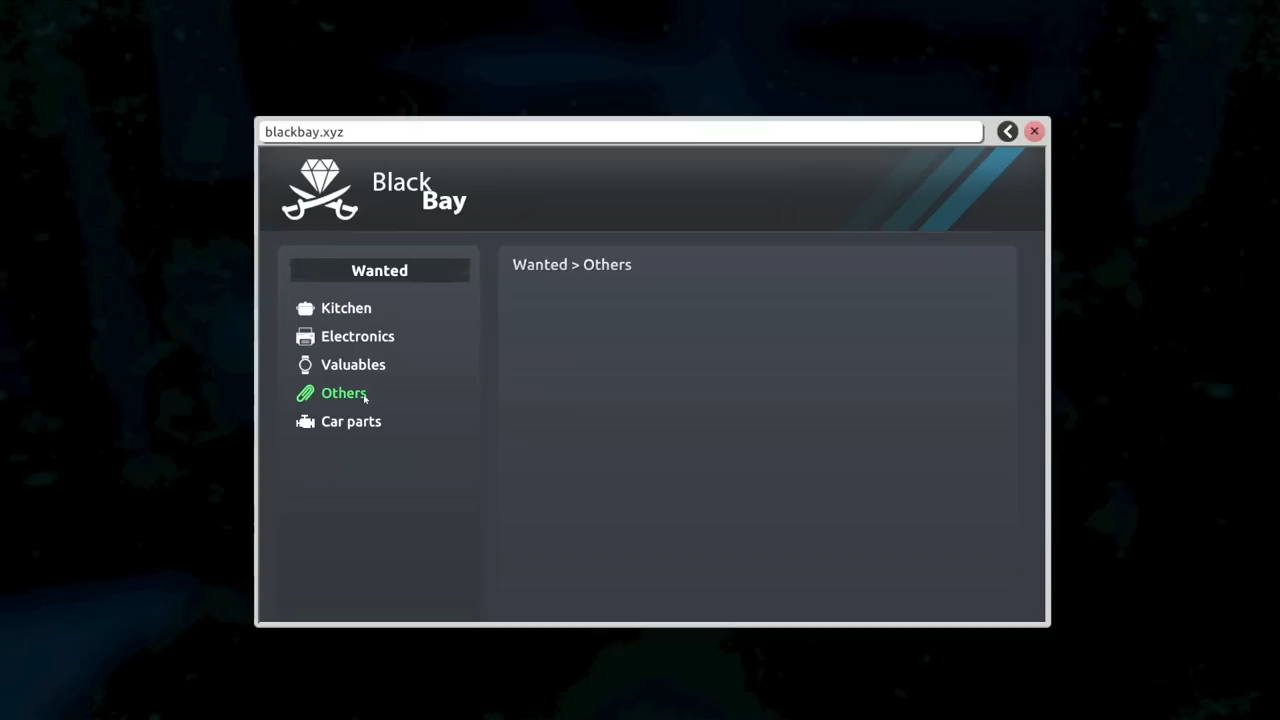 blackbay.xyz
Black
Bay
Wanted
Kitchen
Electronics
Valuables
Others
Car parts
Wanted > Others